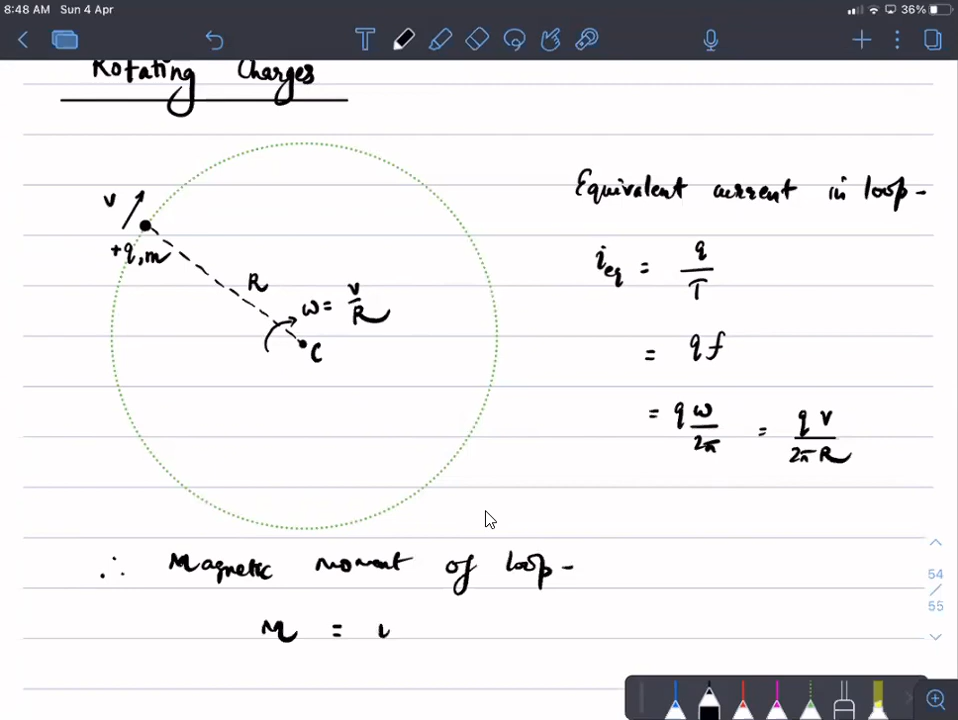 8:48 AM Sun 4 Apr
36%
T
Rotating Charges
v
+q, m
R
ω = v/R
C
Equivalent current in loop -
i_eq = q/T
= qf
= q ω/2π = qv/2πR
∴ Magnetic moment of loop -
M = ι
54
/
55